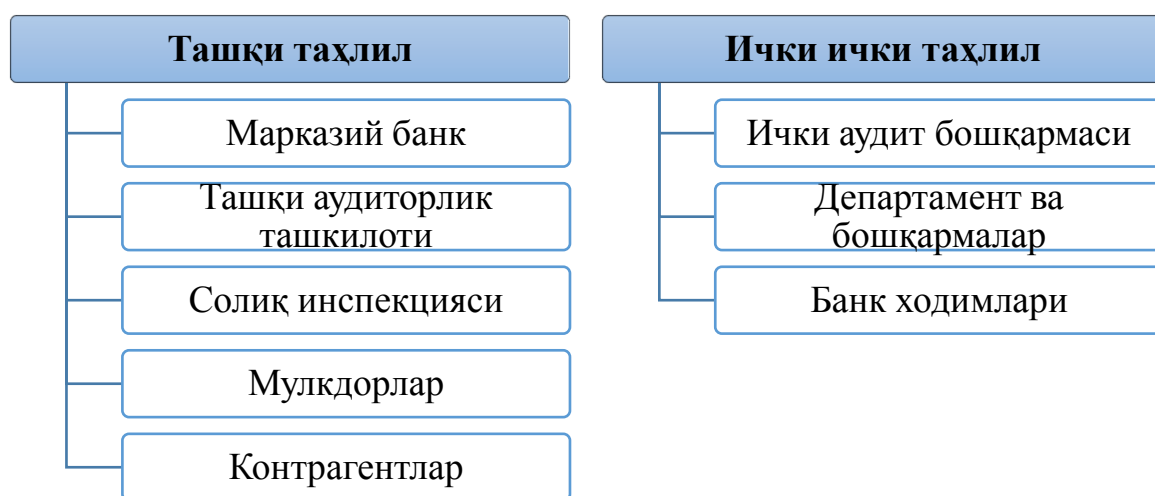 Ташқи таҳлил
Марказий банк
Ташқи аудиторлик
ташкилоти
Солиқ инспекцияси
Мулкдорлар
Контрагентлар
Ички ички таҳлил
Ички аудит бошқармаси
Департамент ва
бошқармалар
Банк ходимлари